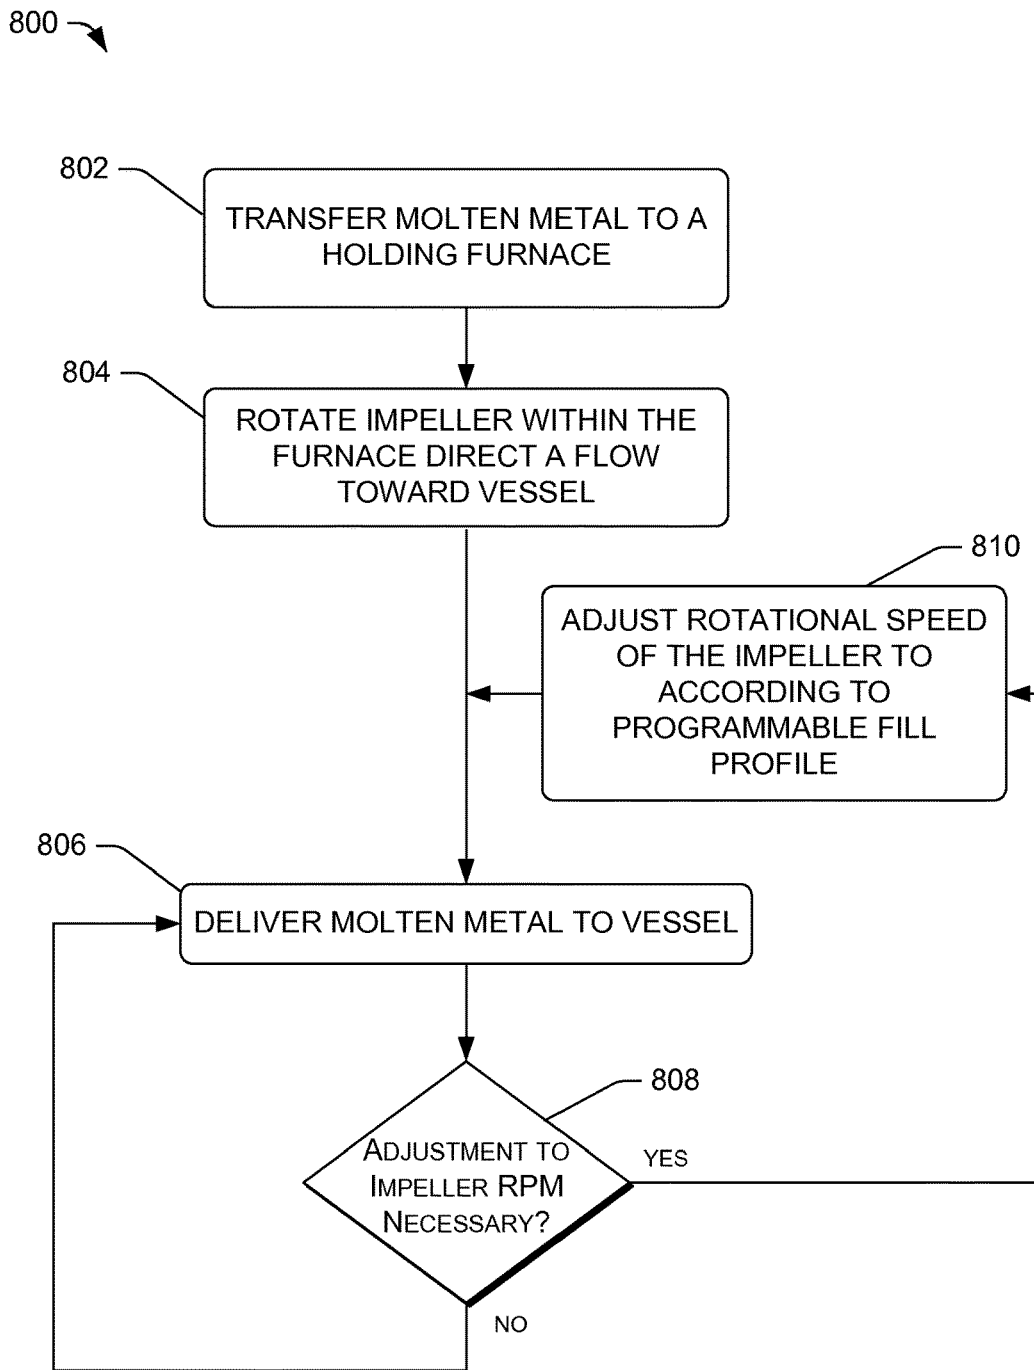 800
802
TRANSFER MOLTEN METAL TO A
HOLDING FURNACE
804
ROTATE IMPELLER WITHIN THE
FURNACE DIRECT A FLOW
TOWARD VESSEL
810
ADJUST ROTATIONAL SPEED
OF THE IMPELLER TO
ACCORDING TO
PROGRAMMABLE FILL
PROFILE
806
DELIVER MOLTEN METAL TO VESSEL
808
ADJUSTMENT TO
IMPELLER RPM
NECESSARY?
YES
NO